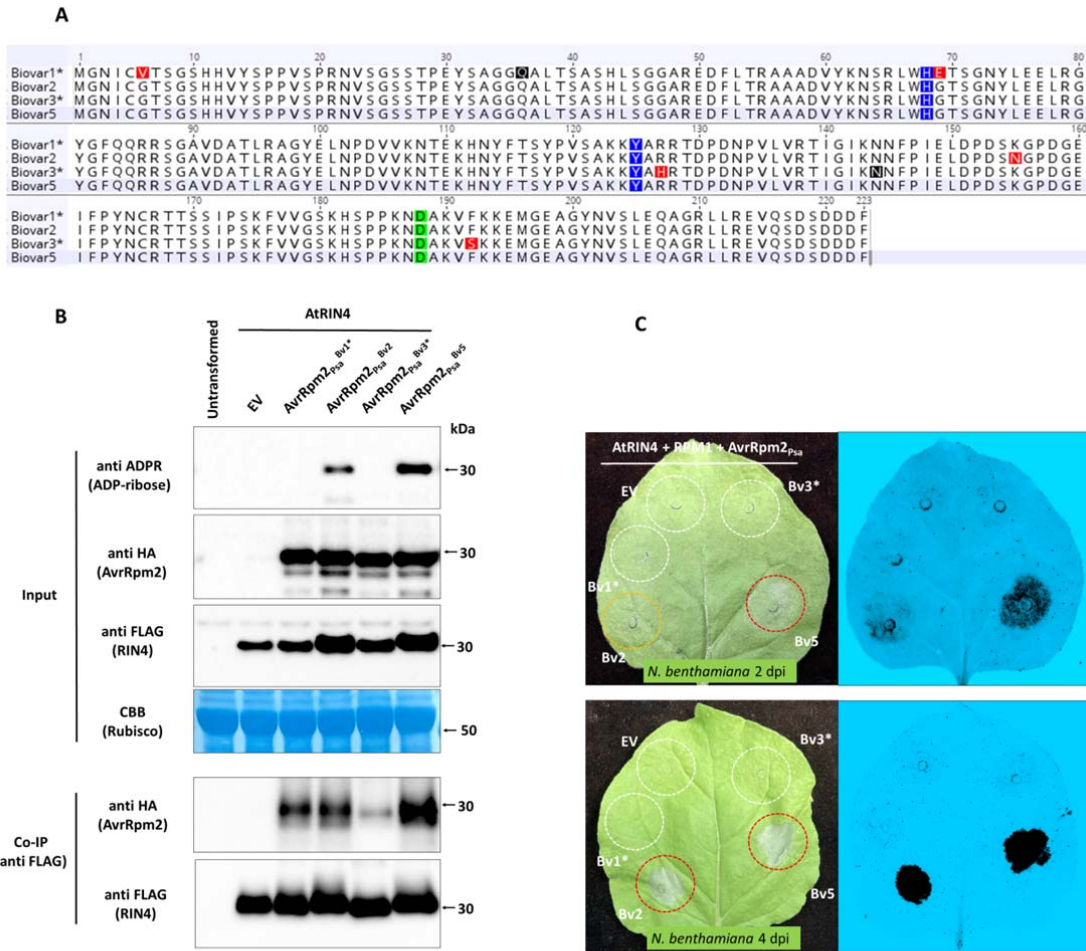 A
1 10 20 30 40 50 60 70 80
Biovar1* MGNICVTSGSHHVYSPPVSPRNVSGSSTPEYSAGGQALTSASHLSGGAREDFLTRAAADVYKNSRLWHETSGNYLEELRG
Biovar2 MGNICGTSGSHHVYSPPVSPRNVSGSSTPEYSAGGQALTSASHLSGGAREDFLTRAAADVYKNSRLWHGTSGNYLEELRG
Biovar3* MGNICGTSGSHHVYSPPVSPRNVSGSSTPEYSAGGQALTSASHLSGGAREDFLTRAAADVYKNSRLWHGTSGNYLEELRG
Biovar5 MGNICGTSGSHHVYSPPVSPRNVSGSSTPEYSAGGQALTSASHLSGGAREDFLTRAAADVYKNSRLWHGTSGNYLEELRG
90 100 110 120 130 140 150 160
Biovar1* YGFQQRRSGAVDATLRAGYELNPDVVKNTEKHNYFTSYPVSAKKYARRTDPDNPVLVRTIGIKNNFPIELDPDSKGPDGE
Biovar2 YGFQQRRSGAVDATLRAGYELNPDVVKNTEKHNYFTSYPVSAKKYARRTDPDNPVLVRTIGIKNNFPIELDPDSNGPDGE
Biovar3* YGFQQRRSGAVDATLRAGYELNPDVVKNTEKHNYFTSYPVSAKKYAHRTDPDNPVLVRTIGIKNNFPIELDPDSKGPDGE
Biovar5 YGFQQRRSGAVDATLRAGYELNPDVVKNTEKHNYFTSYPVSAKKYARRTDPDNPVLVRTIGIKNNFPIELDPDSKGPDGE
170 180 190 200 210 220 223
Biovar1* IFPYNCRTTSSIPSKFVVGSKHSPPKNDAKVFKKEMGEAGYNVSLEQAGRLLREVQSDSDDDF
Biovar2 IFPYNCRTTSSIPSKFVVGSKHSPPKNDAKVFKKEMGEAGYNVSLEQAGRLLREVQSDSDDDF
Biovar3* IFPYNCRTTSSIPSKFVVGSKHSPPKNDAKVSKKEMGEAGYNVSLEQAGRLLREVQSDSDDDF
Biovar5 IFPYNCRTTSSIPSKFVVGSKHSPPKNDAKVFKKEMGEAGYNVSLEQAGRLLREVQSDSDDDF
B
AtRIN4
Untransformed
EV
AvrRpm2Psa Bv1*
AvrRpm2Psa Bv2
AvrRpm2Psa Bv3*
AvrRpm2Psa Bv5
kDa
Input
anti ADPR
(ADP-ribose)
←30
anti HA
(AvrRpm2)
←30
anti FLAG
(RIN4)
←30
CBB
(Rubisco)
←50
Co-IP
anti FLAG)
anti HA
(AvrRpm2)
←30
anti FLAG
(RIN4)
←30
C
AtRIN4 + RPM1 + AvrRpm2Psa
EV
Bv3*
Bv1*
Bv2
Bv5
N. benthamiana 2 dpi
EV
Bv3*
Bv1*
Bv2
Bv5
N. benthamiana 4 dpi